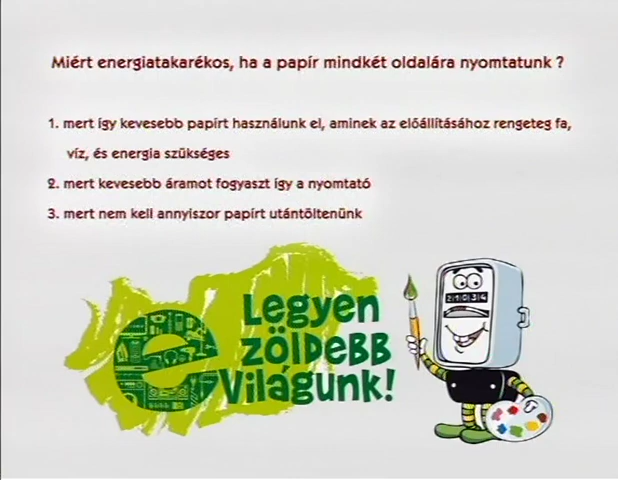 Miért energiatakarékos, ha a papír mindkét oldalára nyomtatunk ?
1. mert így kevesebb papírt használunk el, aminek az előállításához rengeteg fa,
víz, és energia szükséges
2. mert kevesebb áramot fogyaszt így a nyomtató
3. mert nem kell annyiszor papírt utántöltenünk
e
Legyen
zöldebb
Világunk!
21034